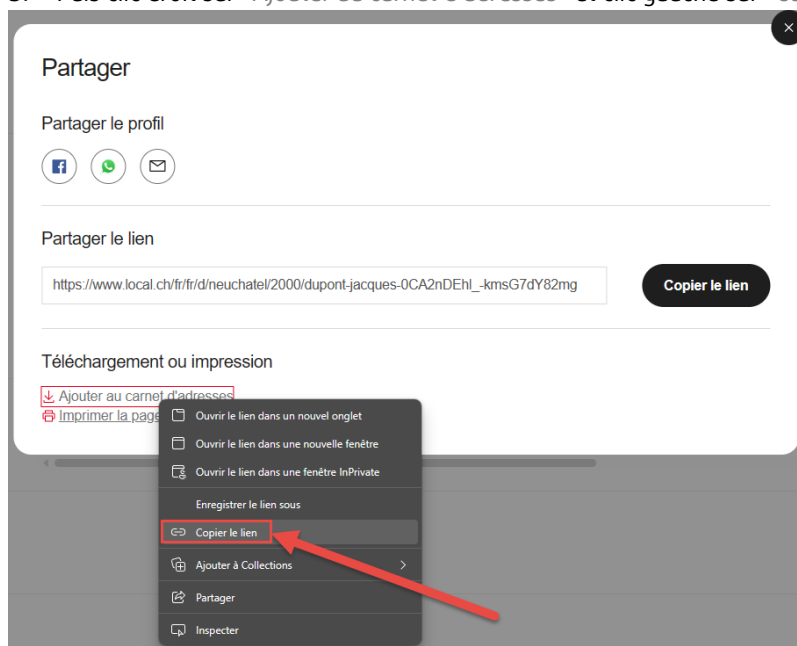 Partager
Partager le profil
Partager le lien
https://www.local.ch/fr/fr/d/neuchatel/2000/dupont-jacques-0CA2nDEhl_-kmsG7dY82mg
Copier le lien
Téléchargement ou impression
Ajouter au carnet d'adresses
Imprimer la page
Ouvrir le lien dans un nouvel onglet
Ouvrir le lien dans une nouvelle fenêtre
Ouvrir le lien dans une fenêtre InPrivate
Enregistrer le lien sous
Copier le lien
Ajouter à Collections
Partager
Inspecter